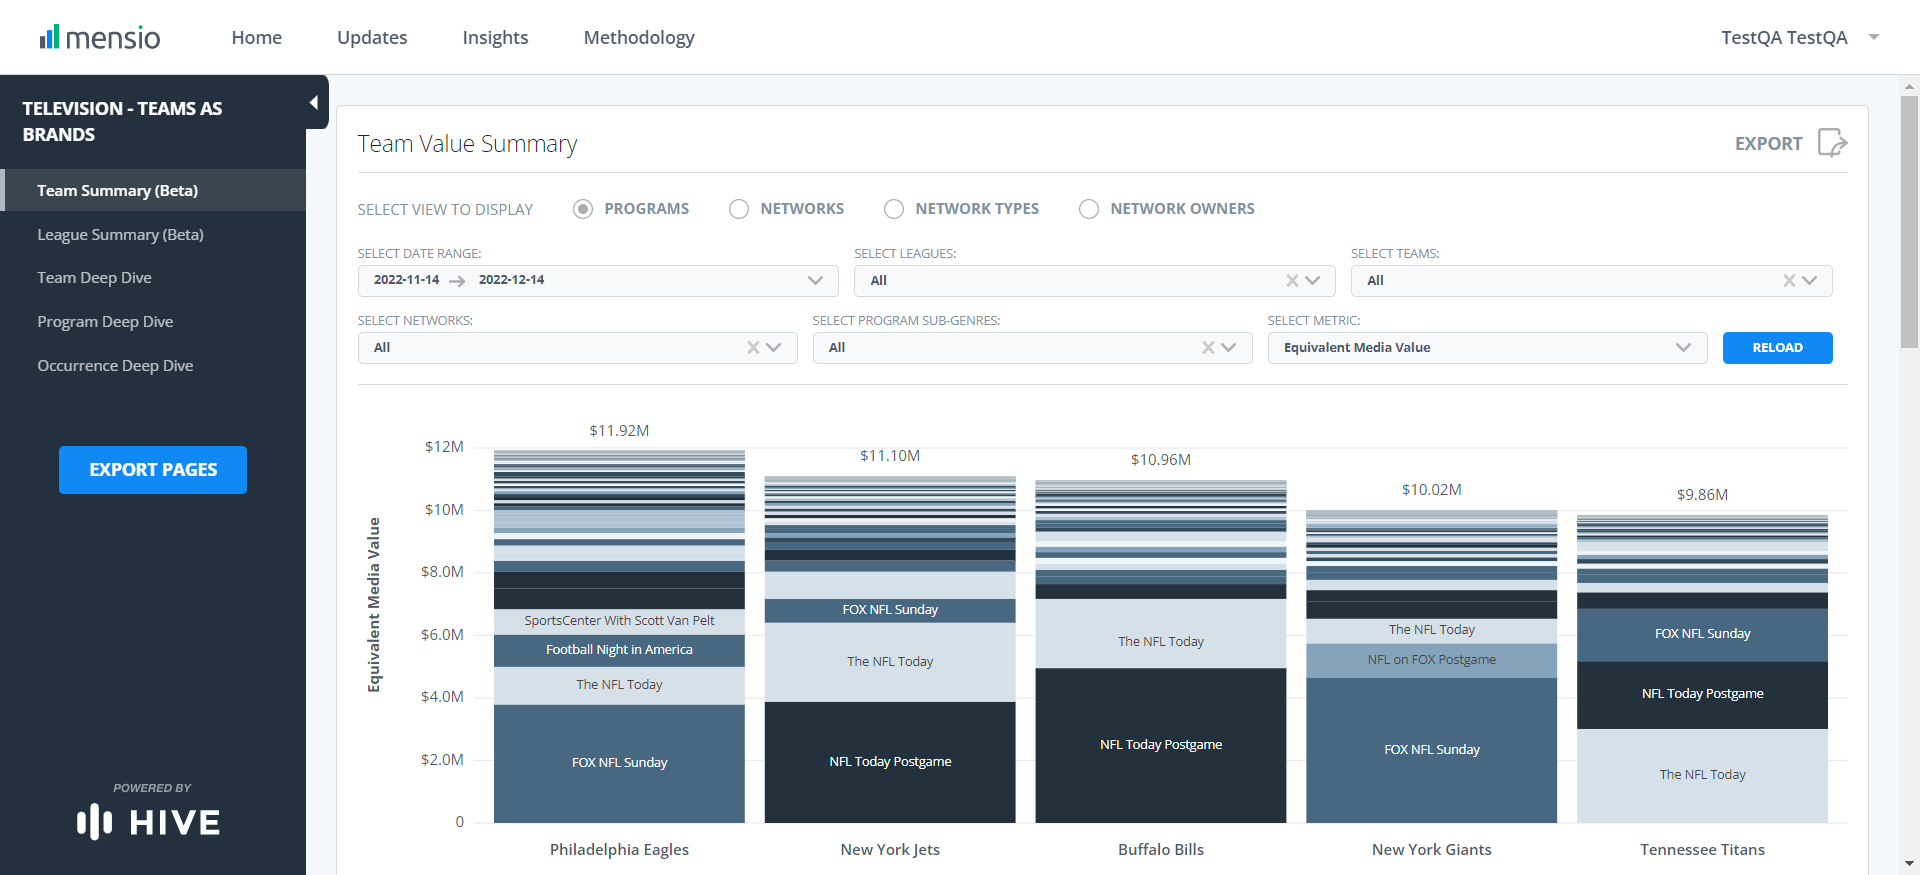 mensio
Home
Updates
Insights
Methodology
TestQA TestQA
TELEVISION - TEAMS AS
BRANDS
Team Summary (Beta)
League Summary (Beta)
Team Deep Dive
Program Deep Dive
Occurrence Deep Dive
EXPORT PAGES
POWERED BY
HIVE
Team Value Summary
EXPORT
SELECT VIEW TO DISPLAY
PROGRAMS
NETWORKS
NETWORK TYPES
NETWORK OWNERS
SELECT DATE RANGE:
2022-11-14
2022-12-14
SELECT LEAGUES:
All
SELECT TEAMS:
All
SELECT NETWORKS:
All
SELECT PROGRAM SUB-GENRES:
All
SELECT METRIC:
Equivalent Media Value
RELOAD
Equivalent Media Value
$12M
$10M
$8.0M
$6.0M
$4.0M
$2.0M
0
$11.92M
SportsCenter With Scott Van Pelt
Football Night in America
The NFL Today
FOX NFL Sunday
Philadelphia Eagles
$11.10M
FOX NFL Sunday
The NFL Today
NFL Today Postgame
New York Jets
$10.96M
The NFL Today
NFL Today Postgame
Buffalo Bills
$10.02M
The NFL Today
NFL on FOX Postgame
FOX NFL Sunday
New York Giants
$9.86M
FOX NFL Sunday
NFL Today Postgame
The NFL Today
Tennessee Titans